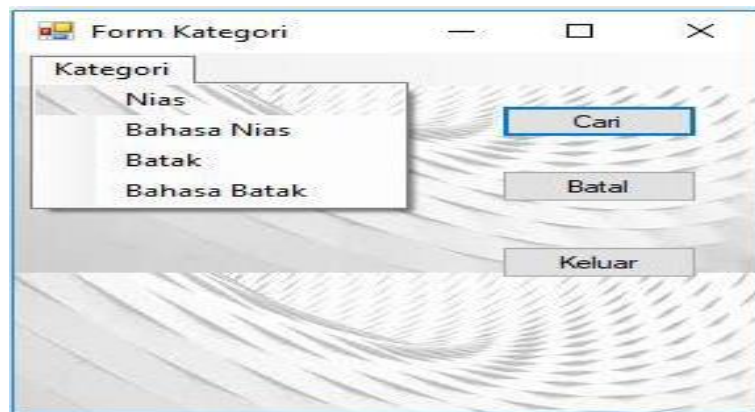 Form Kategori
Kategori
Nias
Bahasa Nias
Batak
Bahasa Batak
Cari
Batal
Keluar